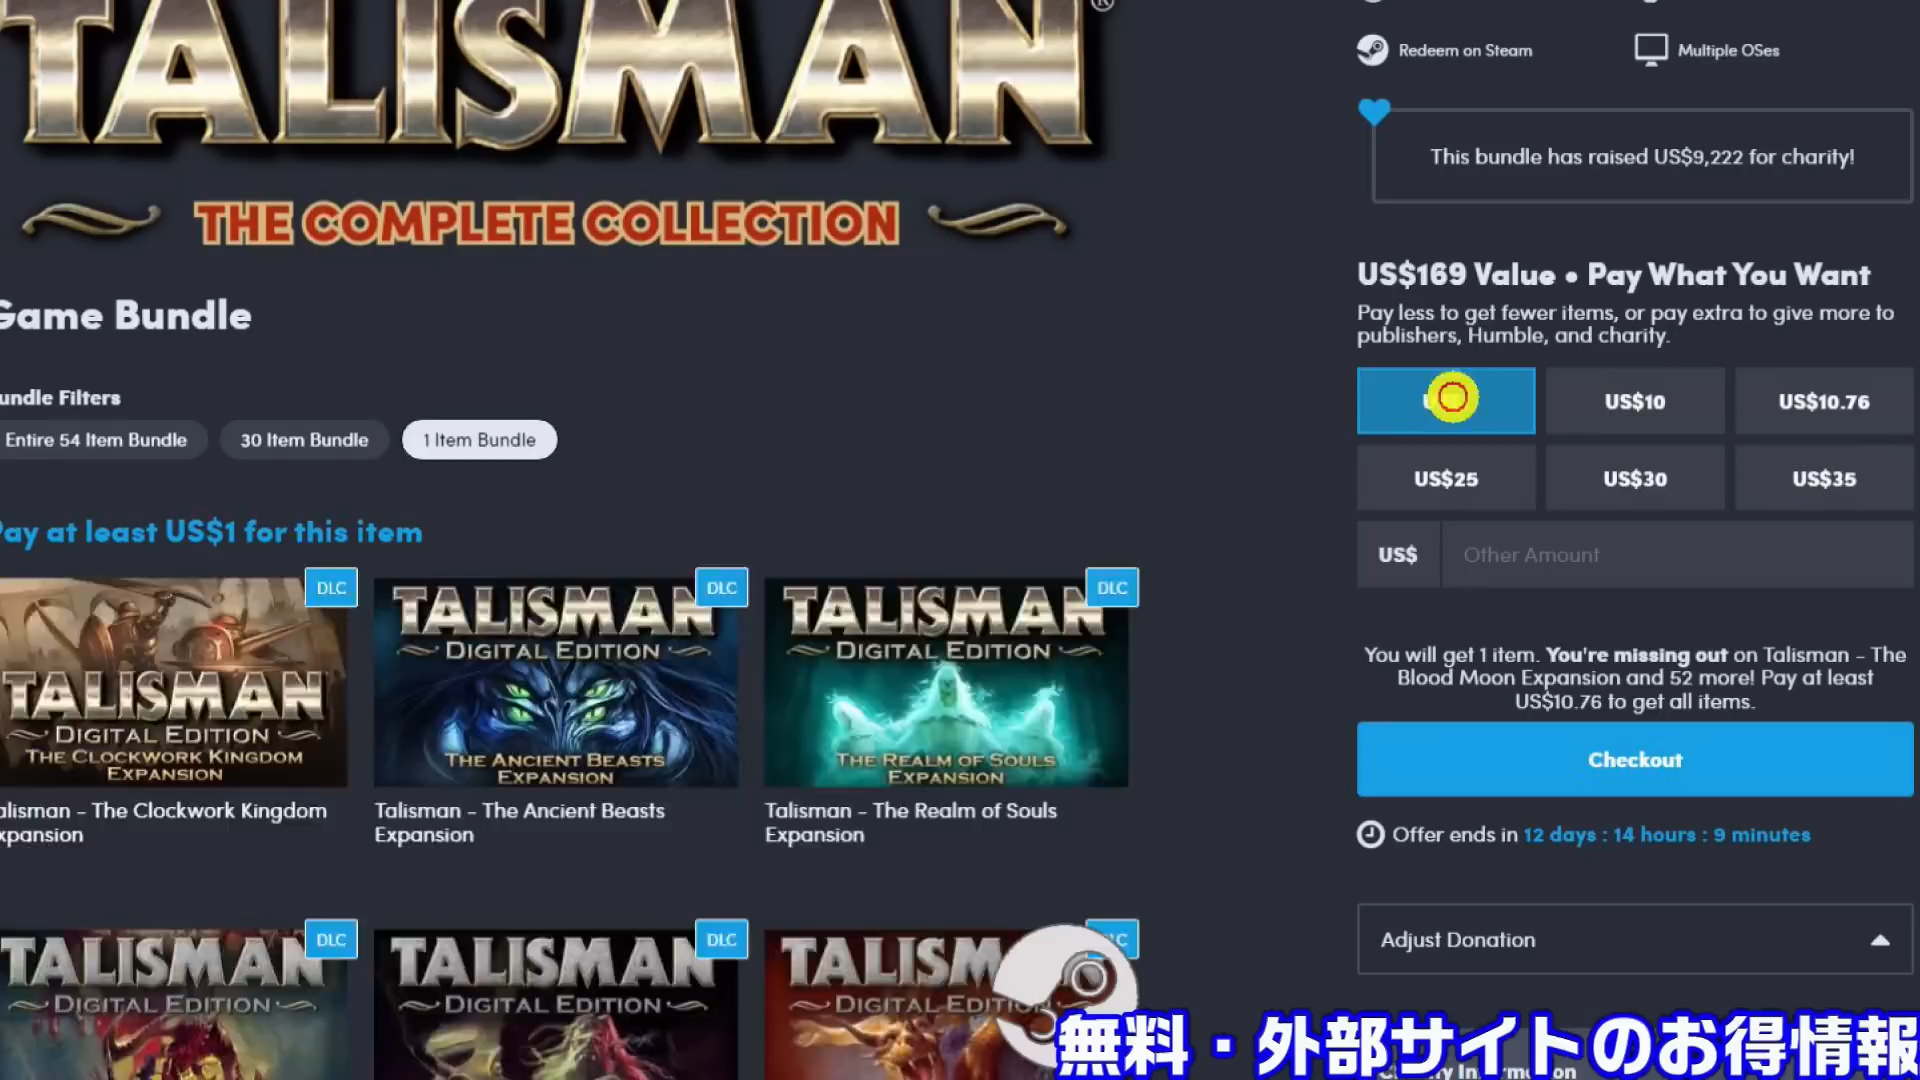 TALISMAN®
THE COMPLETE COLLECTION
Game Bundle
undle Filters
Entire 54 Item Bundle
30 Item Bundle
1 Item Bundle
Pay at least US$1 for this item
DLC
DLC
DLC
TALISMAN
DIGITAL EDITION
THE CLOCKWORK KINGDOM
EXPANSION
TALISMAN
DIGITAL EDITION
THE ANCIENT BEASTS
EXPANSION
TALISMAN
DIGITAL EDITION
THE REALM OF SOULS
EXPANSION
alisman - The Clockwork Kingdom
xpansion
Talisman - The Ancient Beasts
Expansion
Talisman - The Realm of Souls
Expansion
DLC
DLC
TALISMAN
DIGITAL EDITION
TALISMAN
DIGITAL EDITION
TALISM
DIGITAL EDITION
Redeem on Steam
Multiple OSes
This bundle has raised US$9,222 for charity!
US$169 Value • Pay What You Want
Pay less to get fewer items, or pay extra to give more to
publishers, Humble, and charity.
US$10
US$10.76
US$25
US$30
US$35
US$
Other Amount
You will get 1 item. You're missing out on Talisman - The
Blood Moon Expansion and 52 more! Pay at least
US$10.76 to get all items.
Checkout
Offer ends in 12 days : 14 hours : 9 minutes
Adjust Donation
無料・外部サイトのお得情報